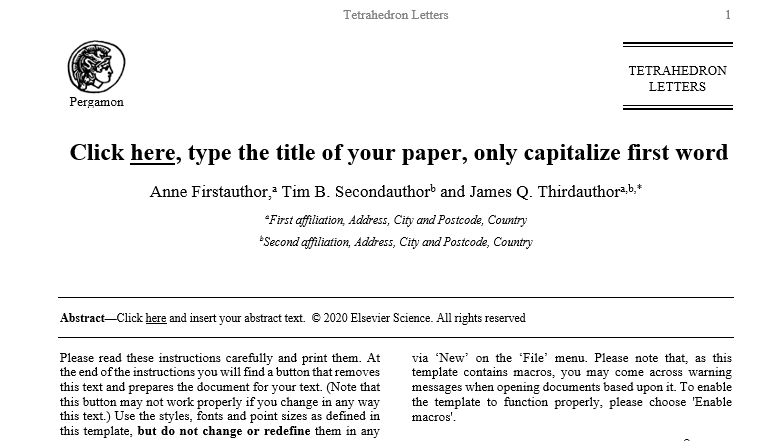 Tetrahedron Letters 1
Pergamon
TETRAHEDRON
LETTERS
Click here, type the title of your paper, only capitalize first word
Anne Firstauthor,a Tim B. Secondauthorb and James Q. Thirdauthora,b,*
aFirst affiliation, Address, City and Postcode, Country
bSecond affiliation, Address, City and Postcode, Country
Abstract—Click here and insert your abstract text. © 2020 Elsevier Science. All rights reserved
Please read these instructions carefully and print them. At
the end of the instructions you will find a button that removes
this text and prepares the document for your text. (Note that
this button may not work properly if you change in any way
this text.) Use the styles, fonts and point sizes as defined in
this template, but do not change or redefine them in any
via ‘New’ on the ‘File’ menu. Please note that, as this
template contains macros, you may come across warning
messages when opening documents based upon it. To enable
the template to function properly, please choose 'Enable
macros'.